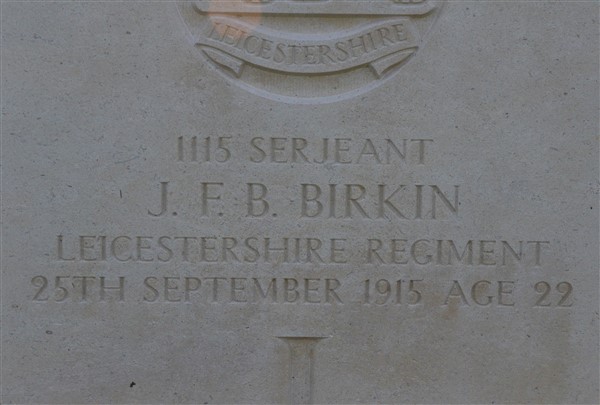 LEICESTERSHIRE
1115 SERJEANT
J. F. B. BIRKIN
LEICESTERSHIRE REGIMENT
25TH SEPTEMBER 1915 AGE 22